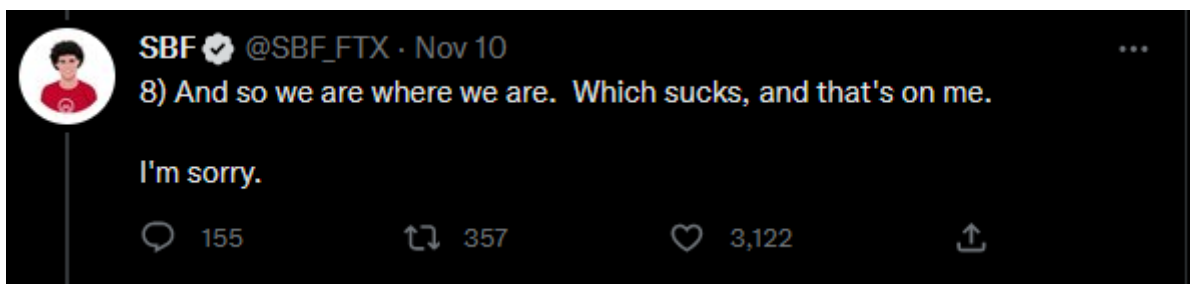 SBF @SBF_FTX · Nov 10
8) And so we are where we are.  Which sucks, and that's on me.
I'm sorry.
155 357 3,122